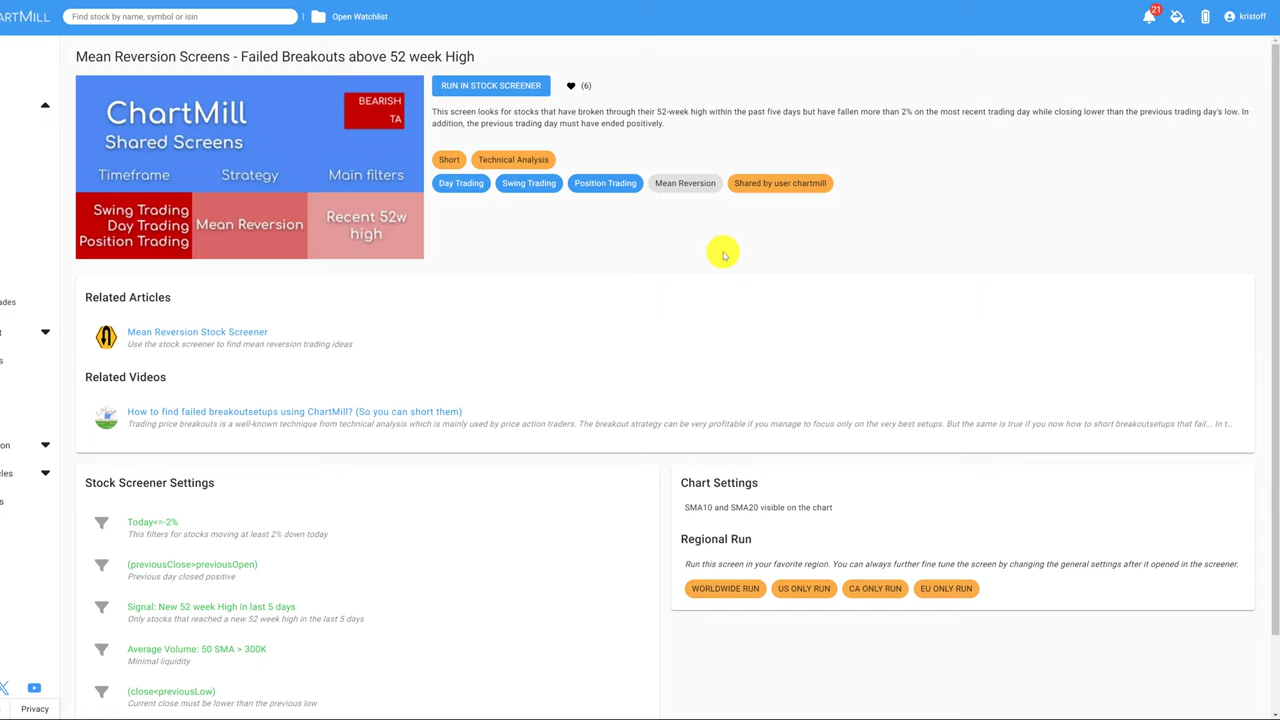 ARTMILL
Find stock by name, symbol or isin
Open Watchlist
21
kristoff
Mean Reversion Screens - Failed Breakouts above 52 week High
ChartMill
Shared Screens
BEARISH
TA
Timeframe Strategy Main filters
Swing Trading
Day Trading
Position Trading
Mean Reversion
Recent 52w
high
RUN IN STOCK SCREENER
(6)
This screen looks for stocks that have broken through their 52-week high within the past five days but have fallen more than 2% on the most recent trading day while closing lower than the previous trading day's low. In
addition, the previous trading day must have ended positively.
Short Technical Analysis
Day Trading Swing Trading Position Trading Mean Reversion Shared by user chartmill
Related Articles
Mean Reversion Stock Screener
Use the stock screener to find mean reversion trading ideas
Related Videos
How to find failed breakoutsetups using ChartMill? (So you can short them)
Trading price breakouts is a well-known technique from technical analysis which is mainly used by price action traders. The breakout strategy can be very profitable if you manage to focus only on the very best setups. But the same is true if you now how to short breakoutsetups that fail... In t...
Stock Screener Settings
Today<=-2%
This filters for stocks moving at least 2% down today
(previousClose>previousOpen)
Previous day closed positive
Signal: New 52 week High in last 5 days
Only stocks that reached a new 52 week high in the last 5 days
Average Volume: 50 SMA > 300K
Minimal liquidity
(close<previousLow)
Current close must be lower than the previous low
Chart Settings
SMA10 and SMA20 visible on the chart
Regional Run
Run this screen in your favorite region. You can always further fine tune the screen by changing the general settings after it opened in the screener.
WORLDWIDE RUN US ONLY RUN CA ONLY RUN EU ONLY RUN
ades
t
s
on
cles
s
Privacy